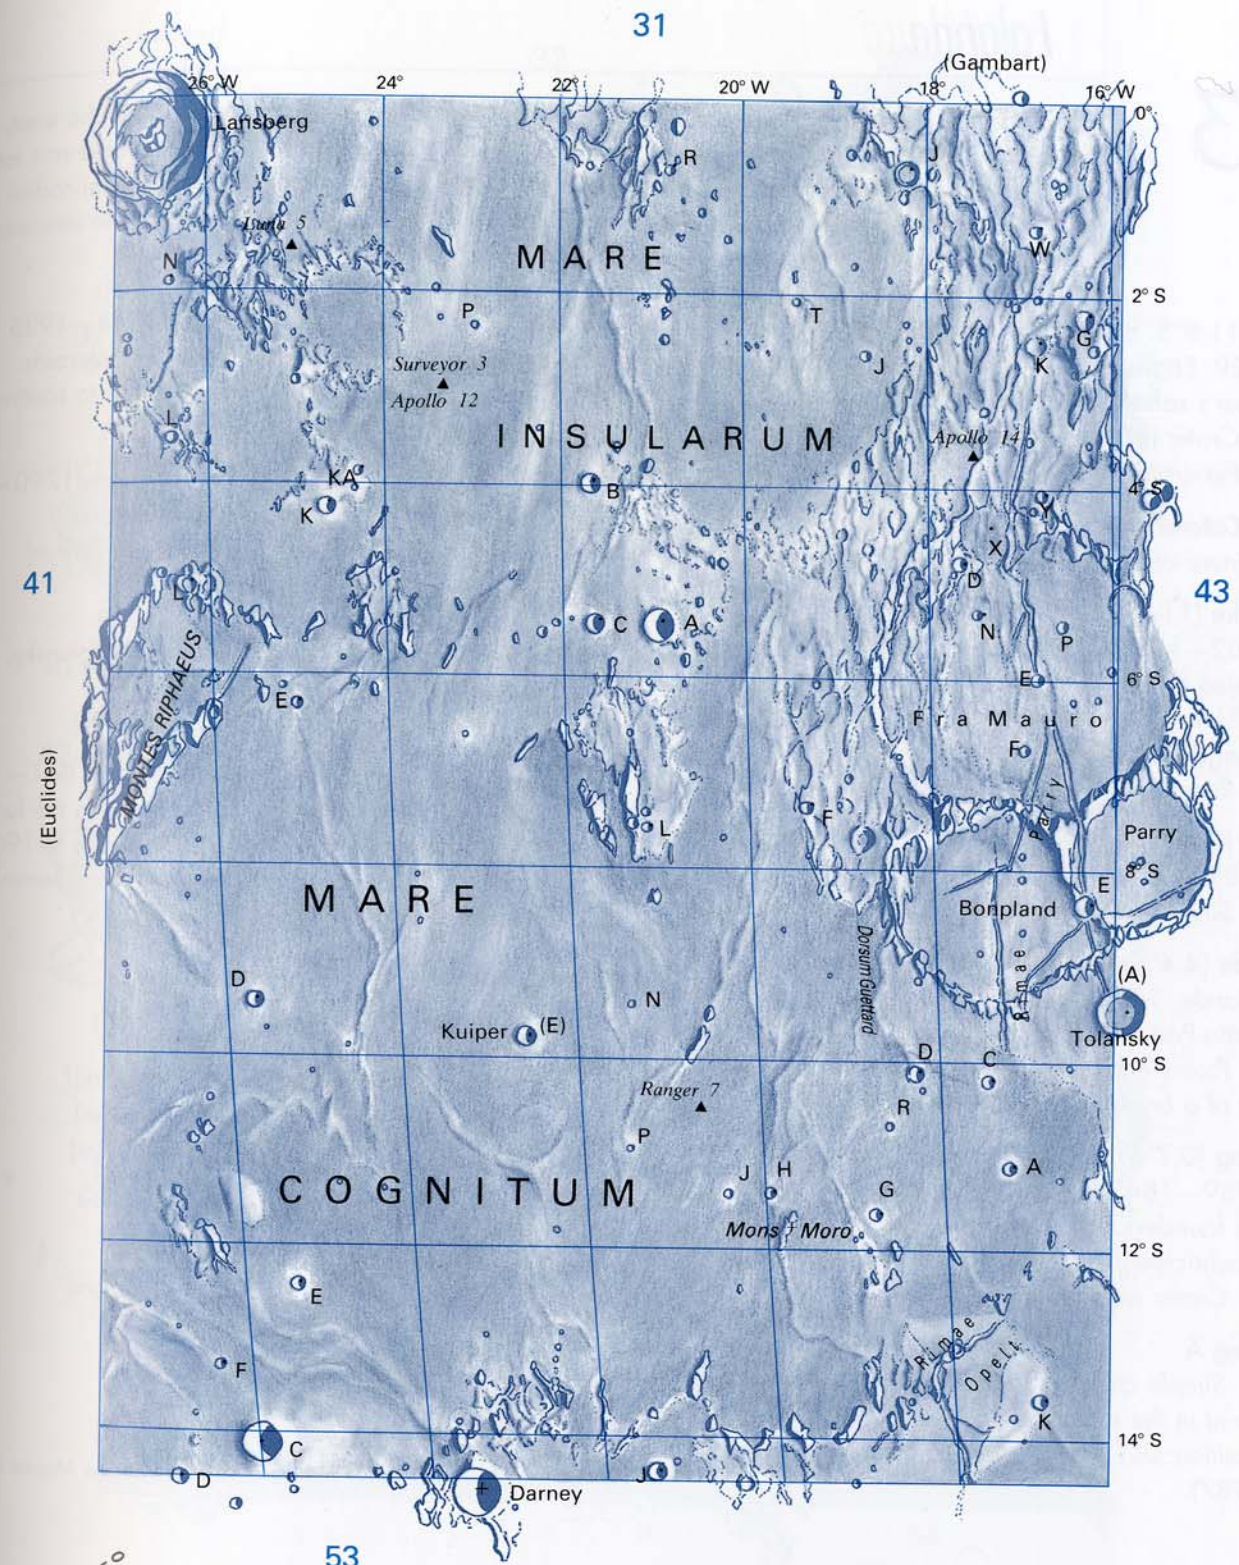 31
(Gambart)
26° W 24° 22° 20° W 18° 16° W
0°
Lansberg
R
J
Luna 5
W
MARE
N
2° S
P
T
G
Surveyor 3
J
K
Apollo 12
L
INSULARUM
Apollo 14
KA
B
4° S
K
Y
X
41
D
43
L
C
A
N
P
MONTES RIPHAEUS
E
E
6° S
Fra Mauro
F
(Euclides)
F
L
Parry
Parry
8° S
E
MARE
Bonpland
Dorsum Guettard
Rimae
D
(A)
N
Kuiper (E)
Tolansky
10° S
D
C
Ranger 7
R
P
A
J
H
G
COGNITUM
Mons Moro
12° S
E
Rimae
Opelt
F
K
C
14° S
D
J
Darney
53